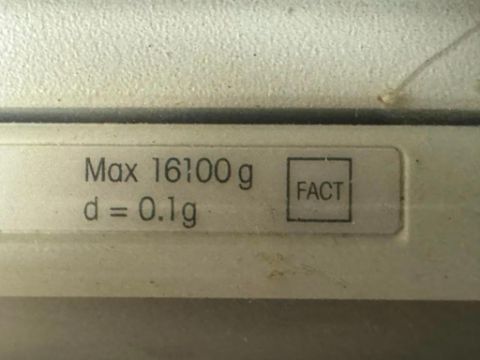 Max 16100 g
d = 0.1g
FACT